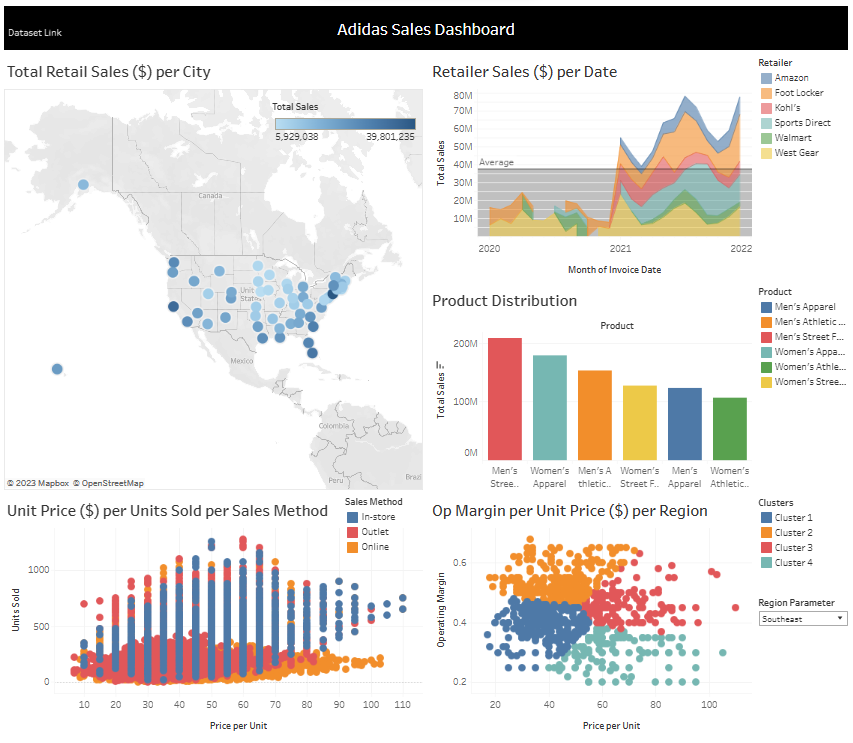 Dataset Link
Adidas Sales Dashboard
Total Retail Sales ($) per City
Total Sales
5,929,038 39,801,235
Canada
United States
Mexico
Colombia
Peru
Brazil
© 2023 Mapbox © OpenStreetMap
Retailer Sales ($) per Date
Total Sales
80M
70M
60M
50M
40M
30M
20M
10M
Average
2020 2021 2022
Month of Invoice Date
Retailer
Amazon
Foot Locker
Kohl's
Sports Direct
Walmart
West Gear
Product Distribution
Product
Total Sales
200M
100M
0M
Men's Stree..
Women's Apparel
Men's A thletic..
Women's Street F..
Men's Apparel
Women's Athletic..
Product
Men's Apparel
Men's Athletic ...
Men's Street F...
Women's Appa...
Women's Athle...
Women's Stree...
Unit Price ($) per Units Sold per Sales Method
Sales Method
In-store
Outlet
Online
Units Sold
1000
500
0
10 20 30 40 50 60 70 80 90 100 110
Price per Unit
Op Margin per Unit Price ($) per Region
Operating Margin
0.6
0.4
0.2
20 40 60 80 100
Price per Unit
Clusters
Cluster 1
Cluster 2
Cluster 3
Cluster 4
Region Parameter
Southeast